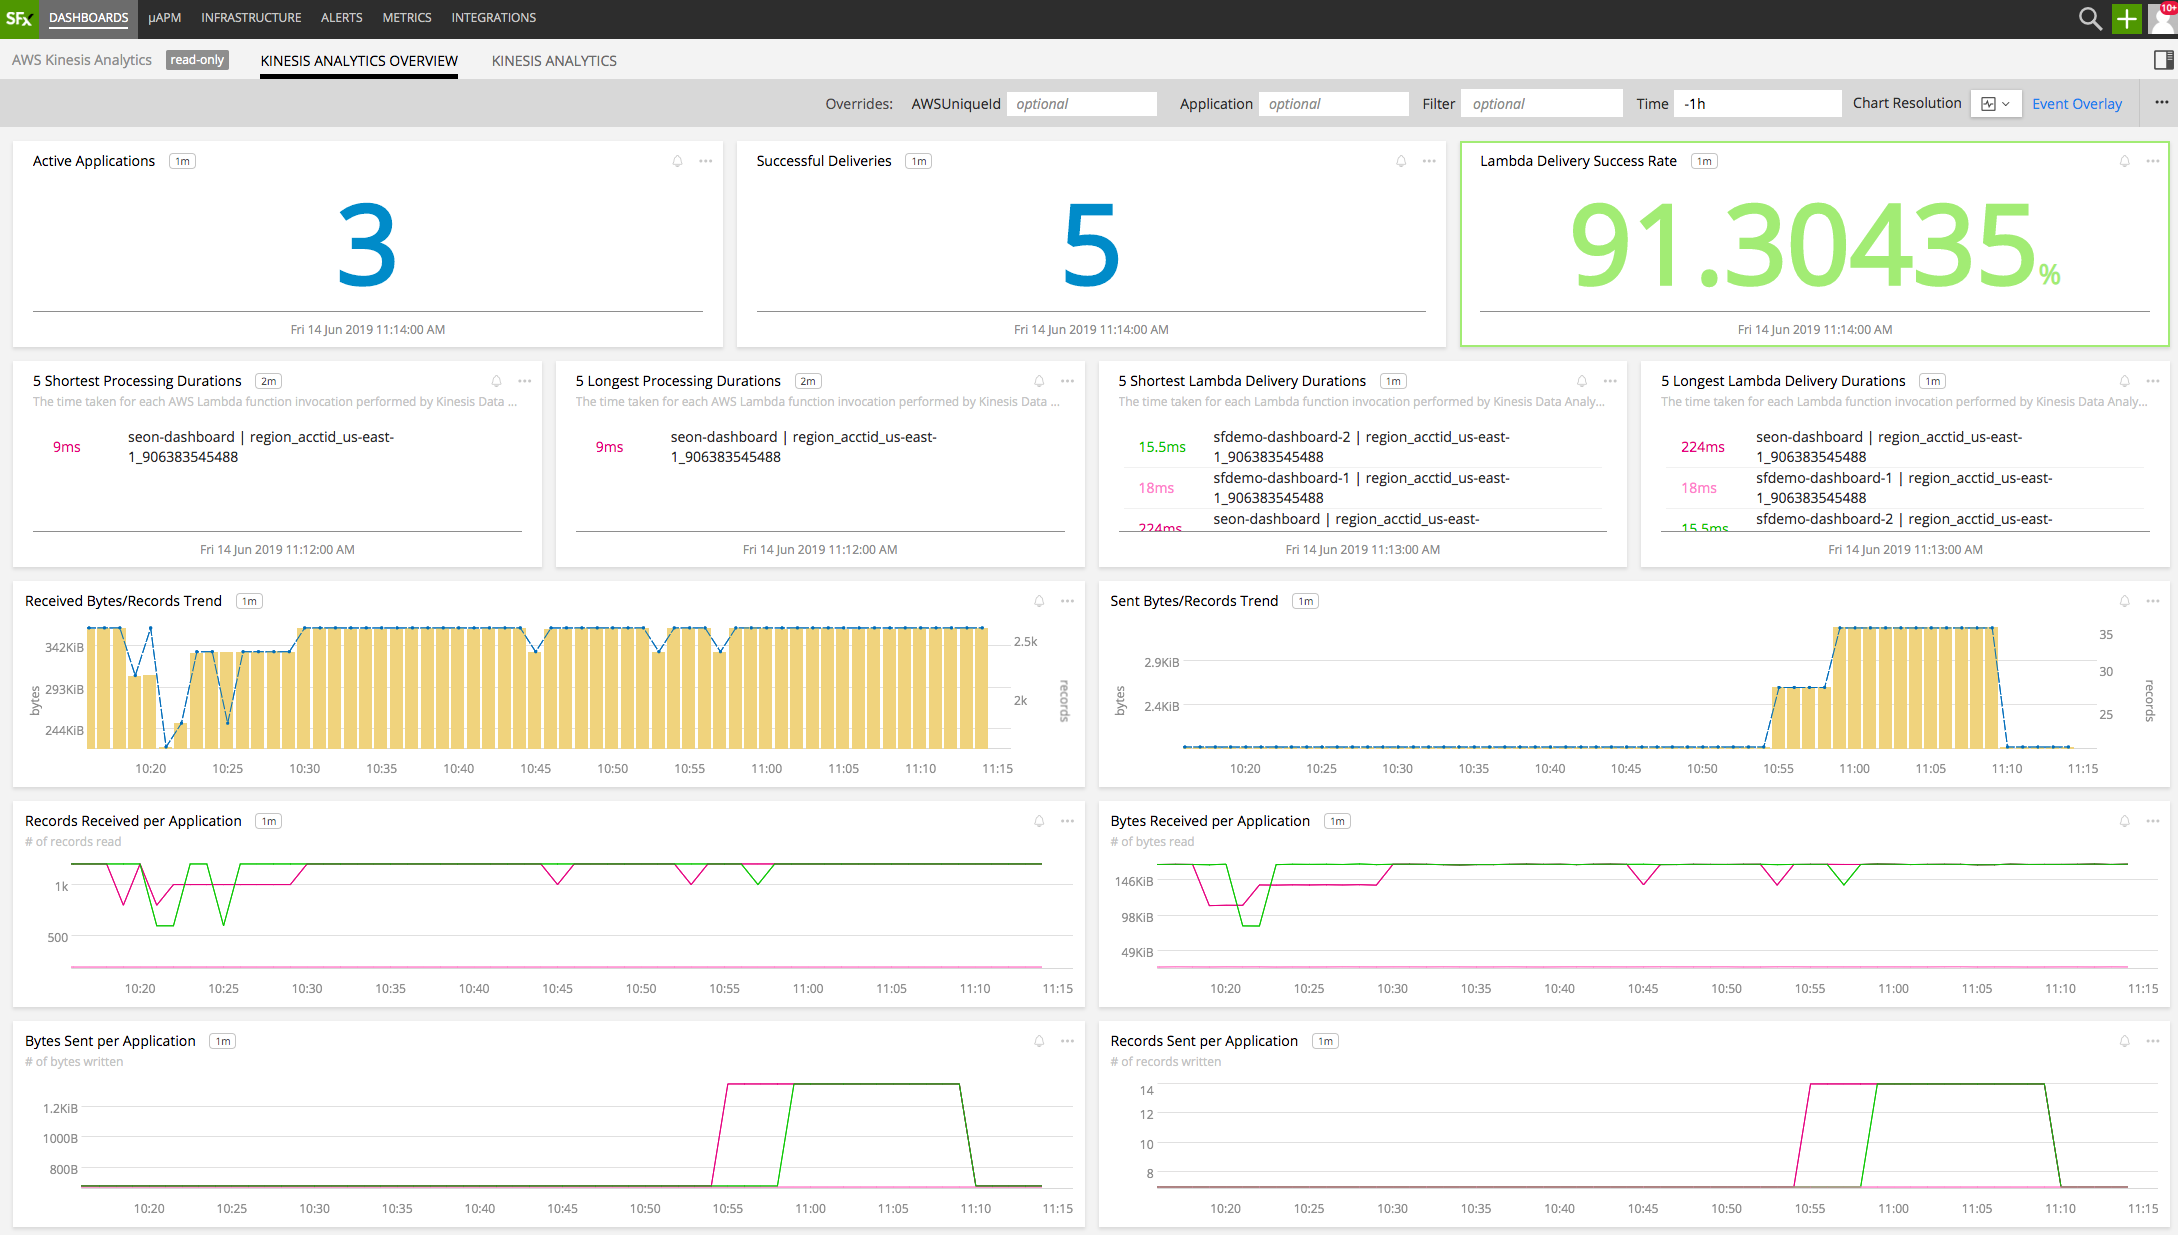 SFx DASHBOARDS µAPM INFRASTRUCTURE ALERTS METRICS INTEGRATIONS 10+
AWS Kinesis Analytics read-only KINESIS ANALYTICS OVERVIEW KINESIS ANALYTICS
Overrides: AWSUniqueId optional Application optional Filter optional Time -1h Chart Resolution Event Overlay
Active Applications 1m
3
Fri 14 Jun 2019 11:14:00 AM
Successful Deliveries 1m
5
Fri 14 Jun 2019 11:14:00 AM
Lambda Delivery Success Rate 1m
91.30435%
Fri 14 Jun 2019 11:14:00 AM
5 Shortest Processing Durations 2m
The time taken for each AWS Lambda function invocation performed by Kinesis Data ...
9ms seon-dashboard | region_acctid_us-east-
1_906383545488
Fri 14 Jun 2019 11:12:00 AM
5 Longest Processing Durations 2m
The time taken for each AWS Lambda function invocation performed by Kinesis Data ...
9ms seon-dashboard | region_acctid_us-east-
1_906383545488
Fri 14 Jun 2019 11:12:00 AM
5 Shortest Lambda Delivery Durations 1m
The time taken for each Lambda function invocation performed by Kinesis Data Analy...
15.5ms sfdemo-dashboard-2 | region_acctid_us-east-
1_906383545488
18ms sfdemo-dashboard-1 | region_acctid_us-east-
1_906383545488
224ms seon-dashboard | region_acctid_us-east-
Fri 14 Jun 2019 11:13:00 AM
5 Longest Lambda Delivery Durations 1m
The time taken for each Lambda function invocation performed by Kinesis Data Analy...
224ms seon-dashboard | region_acctid_us-east-
1_906383545488
18ms sfdemo-dashboard-1 | region_acctid_us-east-
1_906383545488
15.5ms sfdemo-dashboard-2 | region_acctid_us-east-
Fri 14 Jun 2019 11:13:00 AM
Received Bytes/Records Trend 1m
bytes
342KiB
293KiB
244KiB
2.5k
2k
records
10:20 10:25 10:30 10:35 10:40 10:45 10:50 10:55 11:00 11:05 11:10 11:15
Sent Bytes/Records Trend 1m
bytes
2.9KiB
2.4KiB
35
30
25
records
10:20 10:25 10:30 10:35 10:40 10:45 10:50 10:55 11:00 11:05 11:10 11:15
Records Received per Application 1m
# of records read
1k
500
10:20 10:25 10:30 10:35 10:40 10:45 10:50 10:55 11:00 11:05 11:10 11:15
Bytes Received per Application 1m
# of bytes read
146KiB
98KiB
49KiB
10:20 10:25 10:30 10:35 10:40 10:45 10:50 10:55 11:00 11:05 11:10 11:15
Bytes Sent per Application 1m
# of bytes written
1.2KiB
1000B
800B
10:20 10:25 10:30 10:35 10:40 10:45 10:50 10:55 11:00 11:05 11:10 11:15
Records Sent per Application 1m
# of records written
14
12
10
8
10:20 10:25 10:30 10:35 10:40 10:45 10:50 10:55 11:00 11:05 11:10 11:15